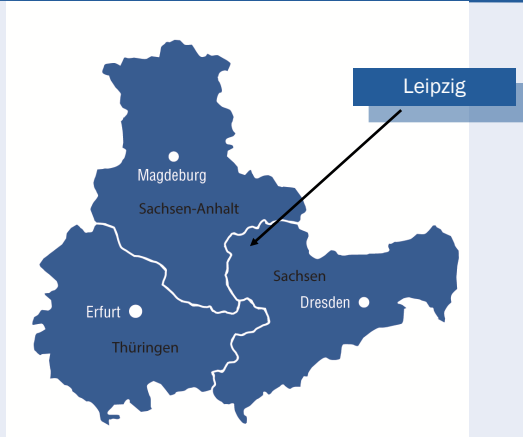 Leipzig
Magdeburg
Sachsen-Anhalt
Sachsen
Dresden
Erfurt
Thüringen